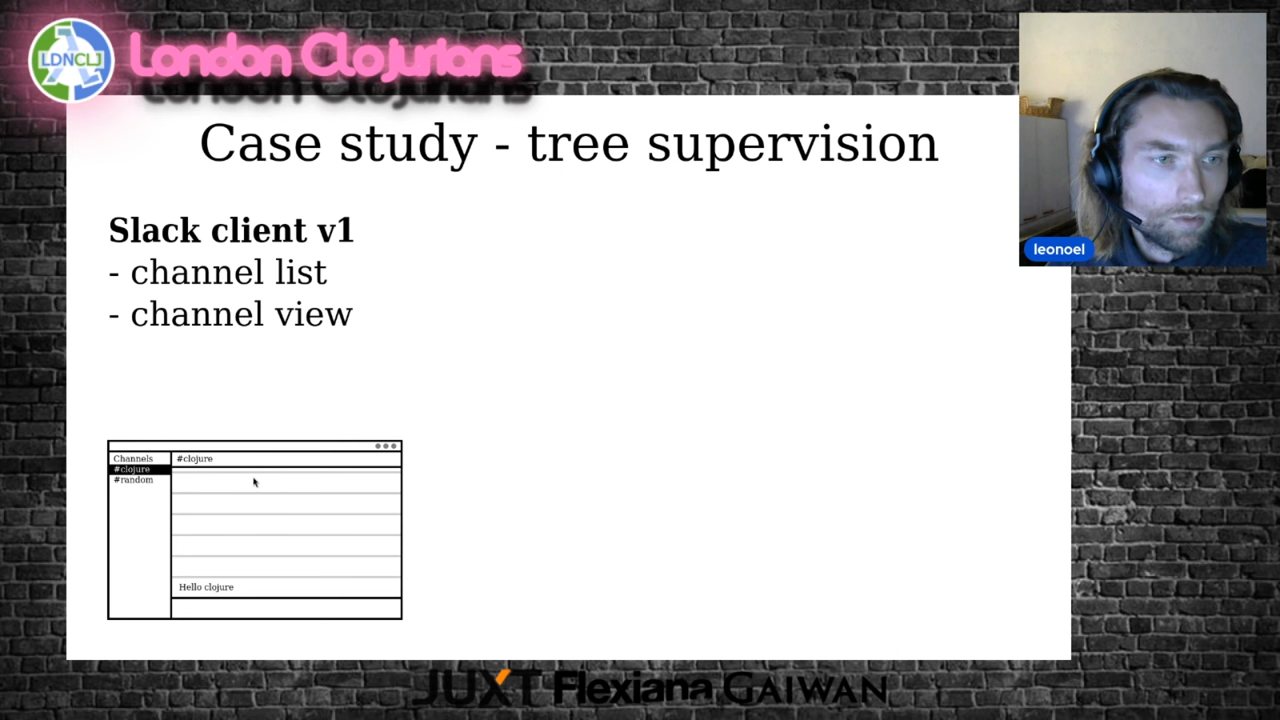 LDNCLJ
London Clojurians
Case study - tree supervision
leonoel
Slack client v1
- channel list
- channel view
Channels
#clojure
#random
#clojure
Hello clojure
JUXT Flexiana GAIWAN